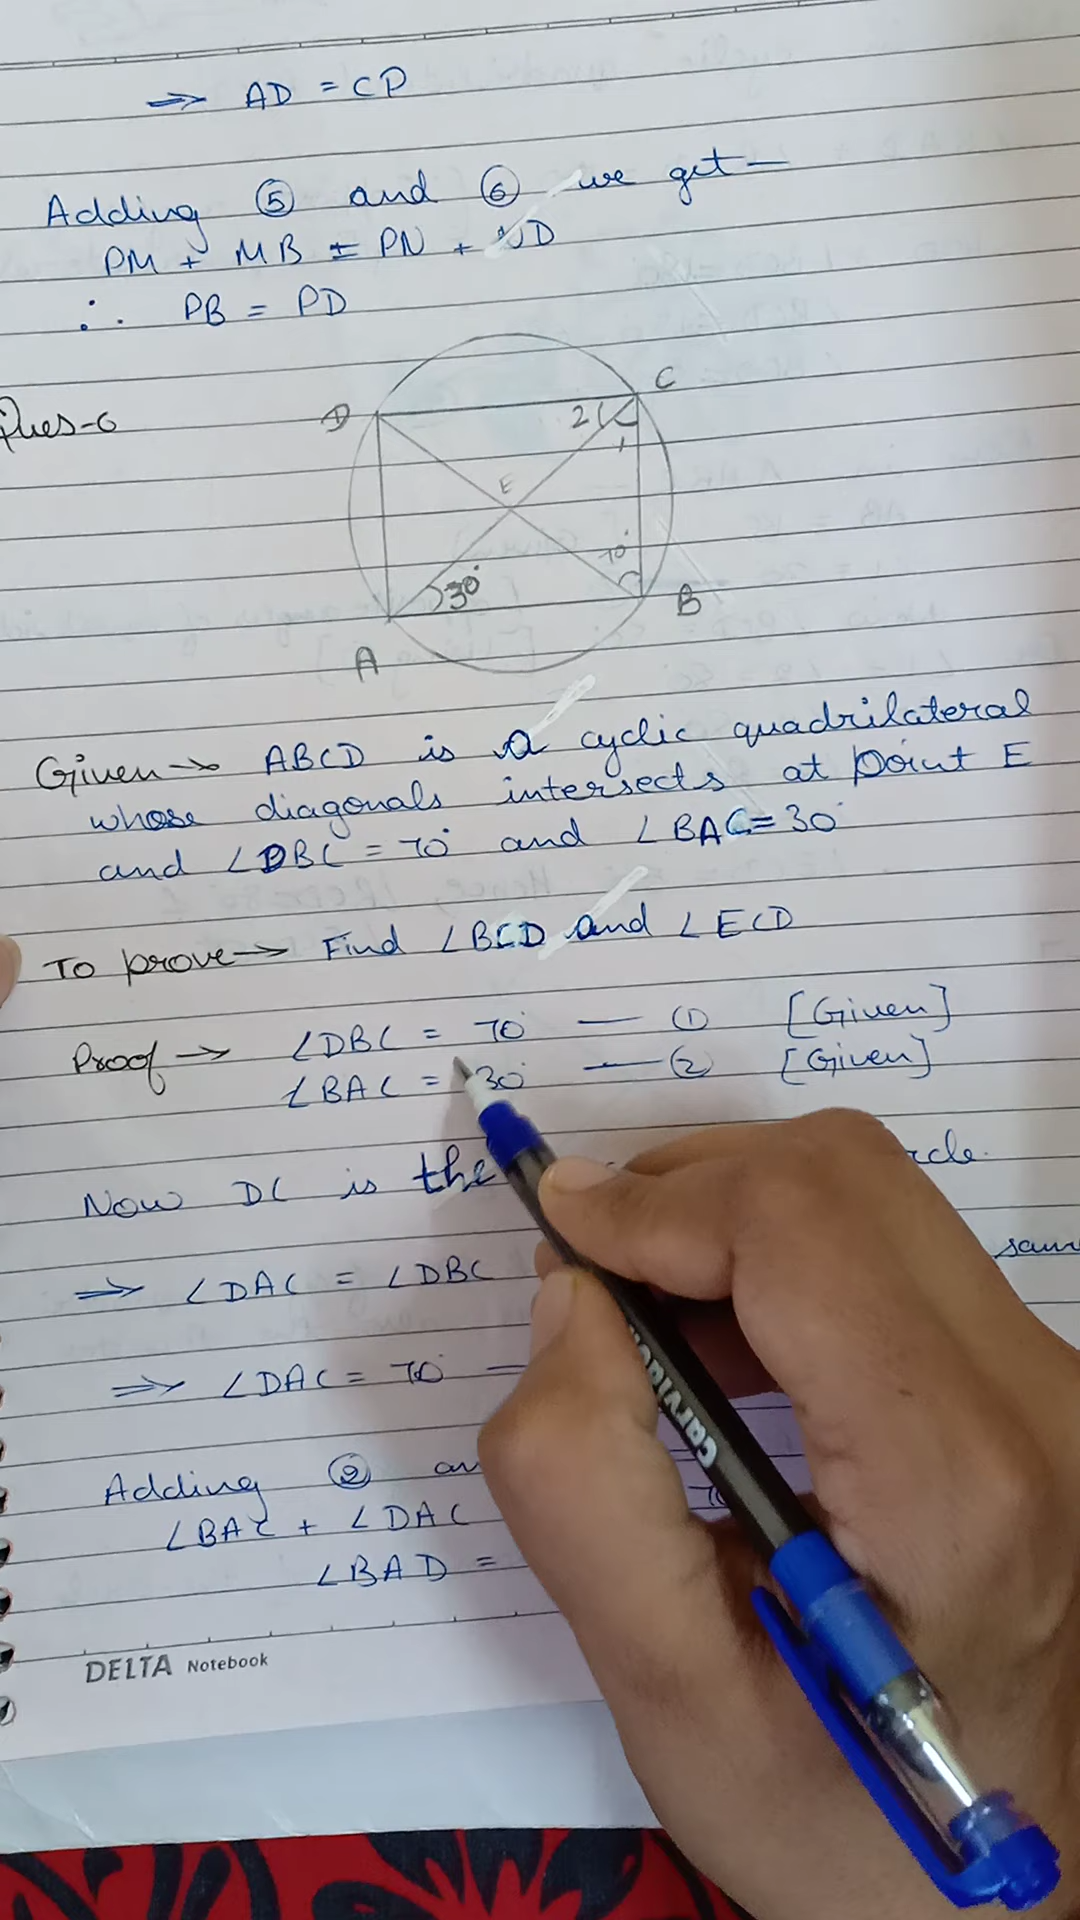 ⇒ AD = CP
Adding ⑤ and ⑥ we get—
PM + MB = PN + ND
∴ PB = PD
Ques-6
D
C
2
1
E
70°
30°
B
A
Given → ABCD is a cyclic quadrilateral
whose diagonals intersects at point E
and ∠DBC = 70° and ∠BAC = 30°
To prove → Find ∠BCD and ∠ECD
Proof → ∠DBC = 70° — (1) [Given]
∠BAC = 30° — (2) [Given]
Now DC is the
⇒ ∠DAC = ∠DBC
⇒ ∠DAC = 70° —
Adding ②
∠BAC + ∠DAC
∠BAD =
DELTA Notebook